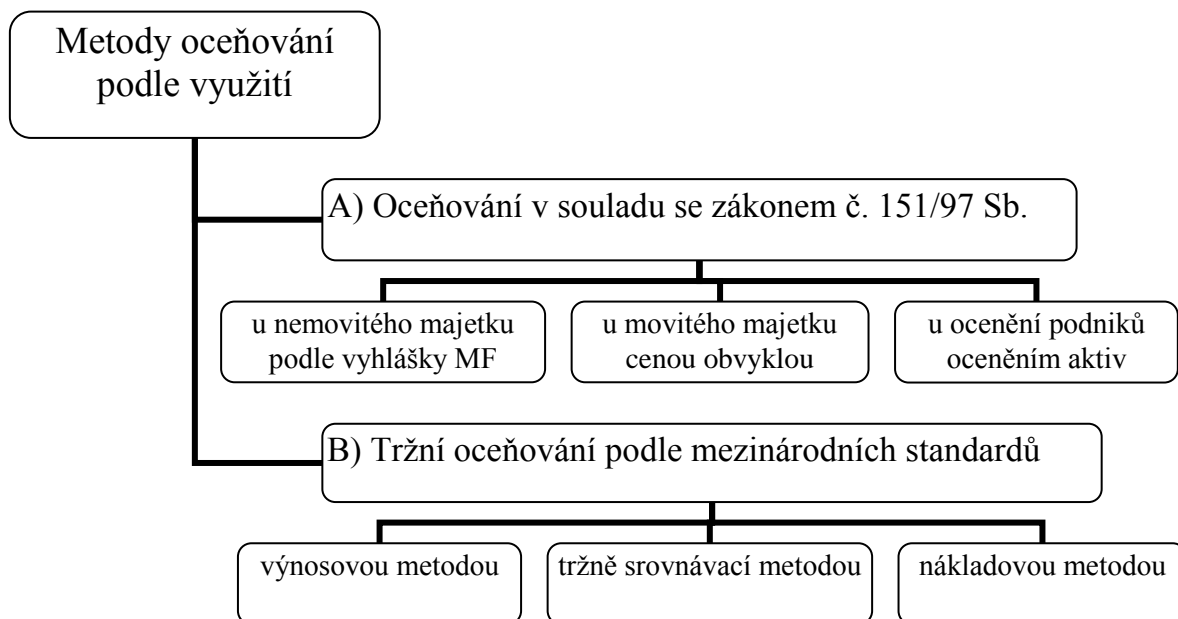 Metody oceňování
podle využití
A) Oceňování v souladu se zákonem č. 151/97 Sb.
u nemovitého majetku
podle vyhlášky MF
u movitého majetku
cenou obvyklou
u ocenění podniků
oceněním aktiv
B) Tržní oceňování podle mezinárodních standardů
výnosovou metodou
tržně srovnávací metodou
nákladovou metodou